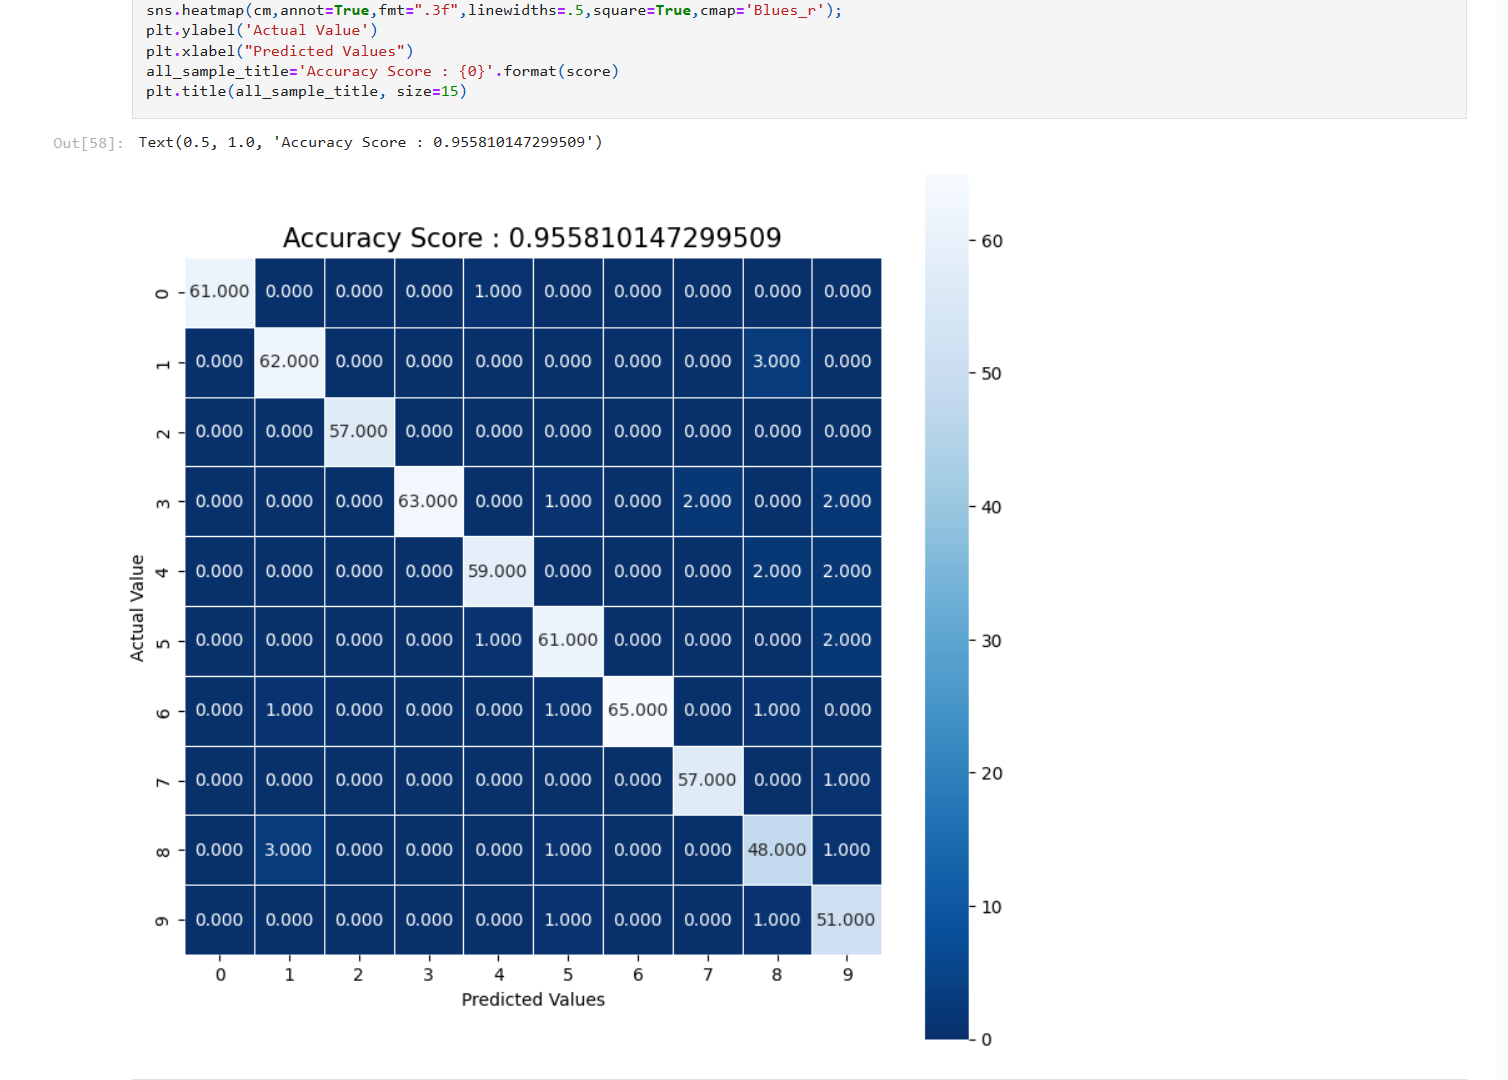 sns.heatmap(cm,annot=True,fmt=".3f",linewidths=.5,square=True,cmap='Blues_r');
plt.ylabel('Actual Value')
plt.xlabel("Predicted Values")
all_sample_title='Accuracy Score : {0}'.format(score)
plt.title(all_sample_title, size=15)
Out[58]: Text(0.5, 1.0, 'Accuracy Score : 0.955810147299509')
Accuracy Score : 0.955810147299509
0 61.000 0.000 0.000 0.000 1.000 0.000 0.000 0.000 0.000 0.000
1 0.000 62.000 0.000 0.000 0.000 0.000 0.000 0.000 3.000 0.000
2 0.000 0.000 57.000 0.000 0.000 0.000 0.000 0.000 0.000 0.000
3 0.000 0.000 0.000 63.000 0.000 1.000 0.000 2.000 0.000 2.000
4 0.000 0.000 0.000 0.000 59.000 0.000 0.000 0.000 2.000 2.000
5 0.000 0.000 0.000 0.000 1.000 61.000 0.000 0.000 0.000 2.000
6 0.000 1.000 0.000 0.000 0.000 1.000 65.000 0.000 1.000 0.000
7 0.000 0.000 0.000 0.000 0.000 0.000 0.000 57.000 0.000 1.000
8 0.000 3.000 0.000 0.000 0.000 1.000 0.000 0.000 48.000 1.000
9 0.000 0.000 0.000 0.000 0.000 1.000 0.000 0.000 1.000 51.000
0 1 2 3 4 5 6 7 8 9
Predicted Values
Actual Value
60
50
40
30
20
10
0